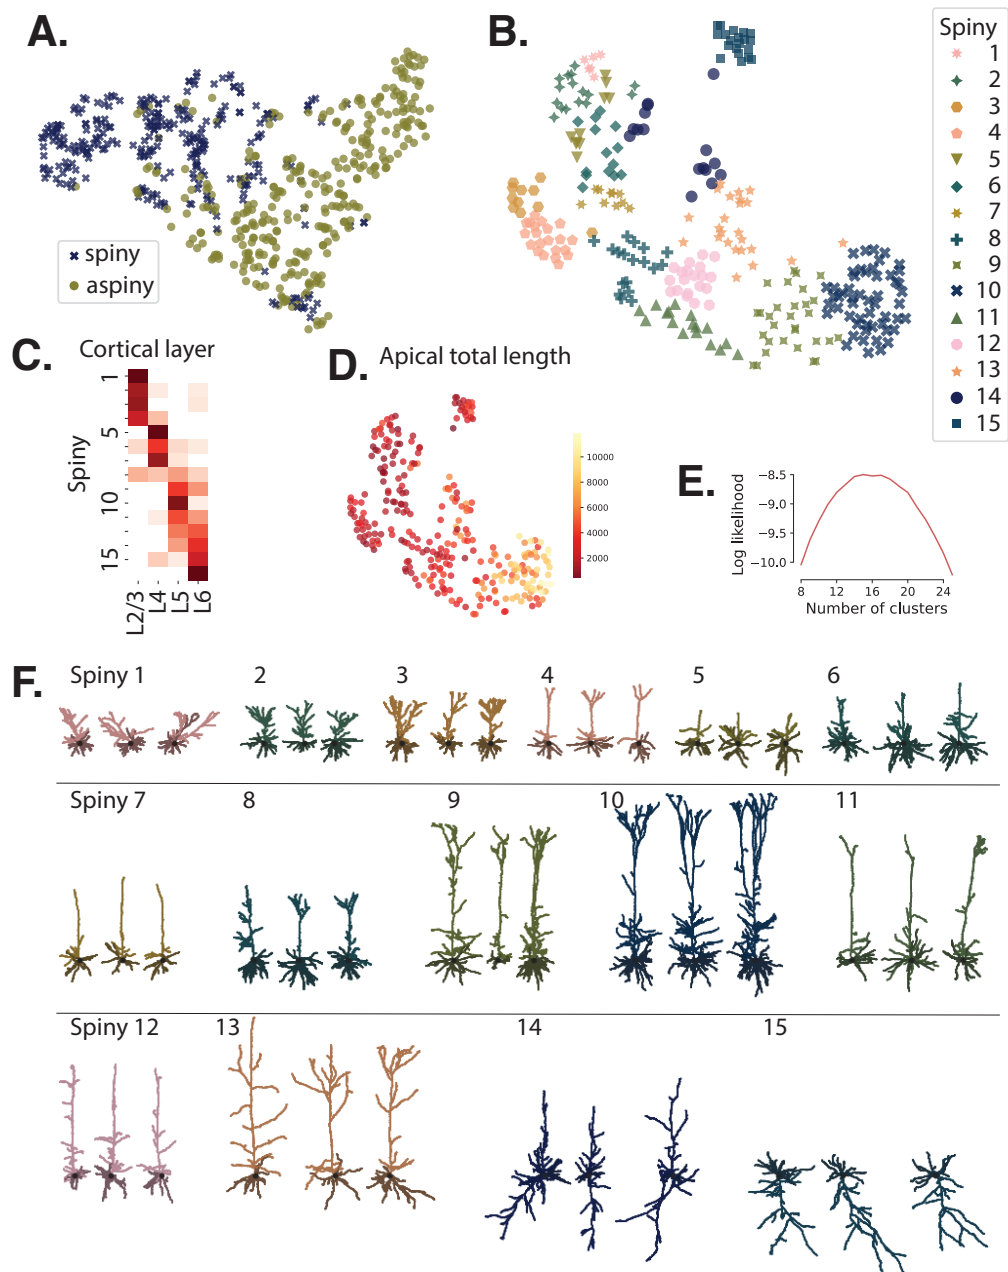 A.
spiny
aspiny
B.
Spiny
1
2
3
4
5
6
7
8
9
10
11
12
13
14
15
C.
Cortical layer
Spiny
1
5
10
15
L2/3
L4
L5
L6
D.
Apical total length
10000
8000
6000
4000
2000
E.
Log likelihood
−8.5
−9.0
−9.5
−10.0
8 12 16 20 24
Number of clusters
F.
Spiny 1 2 3 4 5 6
Spiny 7 8 9 10 11
Spiny 12 13 14 15